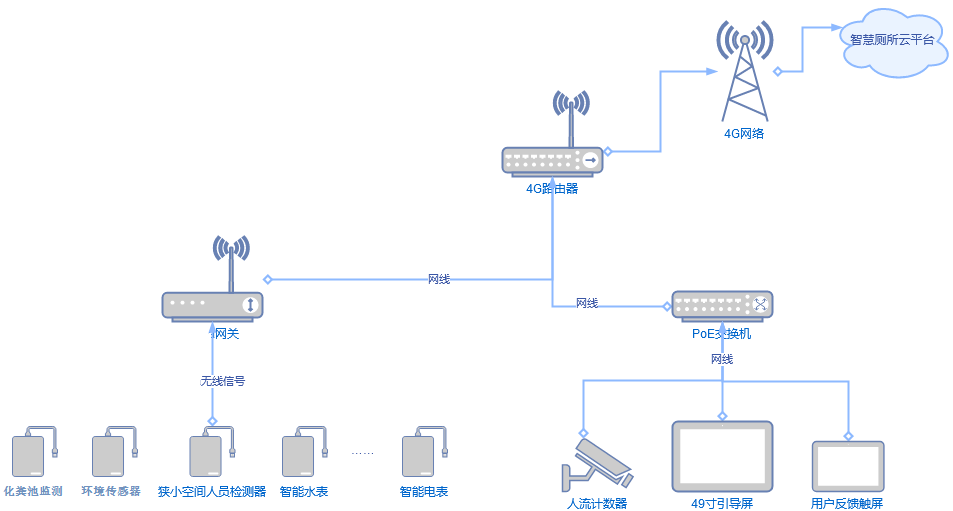 智慧厕所云平台
4G网络
4G路由器
网线
网线
网关
PoE交换机
网线
无线信号
......
化粪池监测
环境传感器
狭小空间人员检测器
智能水表
智能电表
人流计数器
49寸引导屏
用户反馈触屏